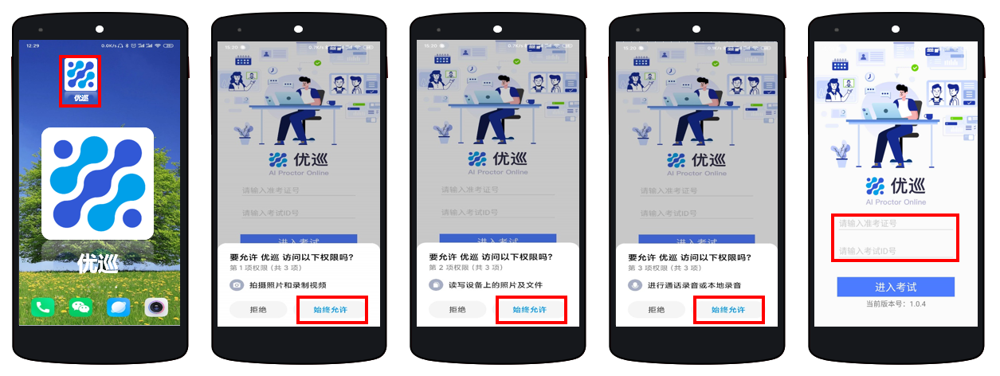 12:29
0.0K/s
优巡
优巡
15:20
优巡
AI Proctor Online
请输入准考证号
请输入考试ID号
进入考试
要允许 优巡 访问以下权限吗?
第 1 项权限 (共 3 项)
拍摄照片和录制视频
拒绝
始终允许
15:20
优巡
AI Proctor Online
请输入准考证号
请输入考试ID号
进入考试
要允许 优巡 访问以下权限吗?
第 2 项权限 (共 3 项)
读写设备上的照片及文件
拒绝
始终允许
15:20
优巡
AI Proctor Online
请输入准考证号
请输入考试ID号
进入考试
要允许 优巡 访问以下权限吗?
第 3 项权限 (共 3 项)
进行通话录音或本地录音
拒绝
始终允许
优巡
AI Proctor Online
请输入准考证号
请输入考试ID号
进入考试
当前版本号: 1.0.4